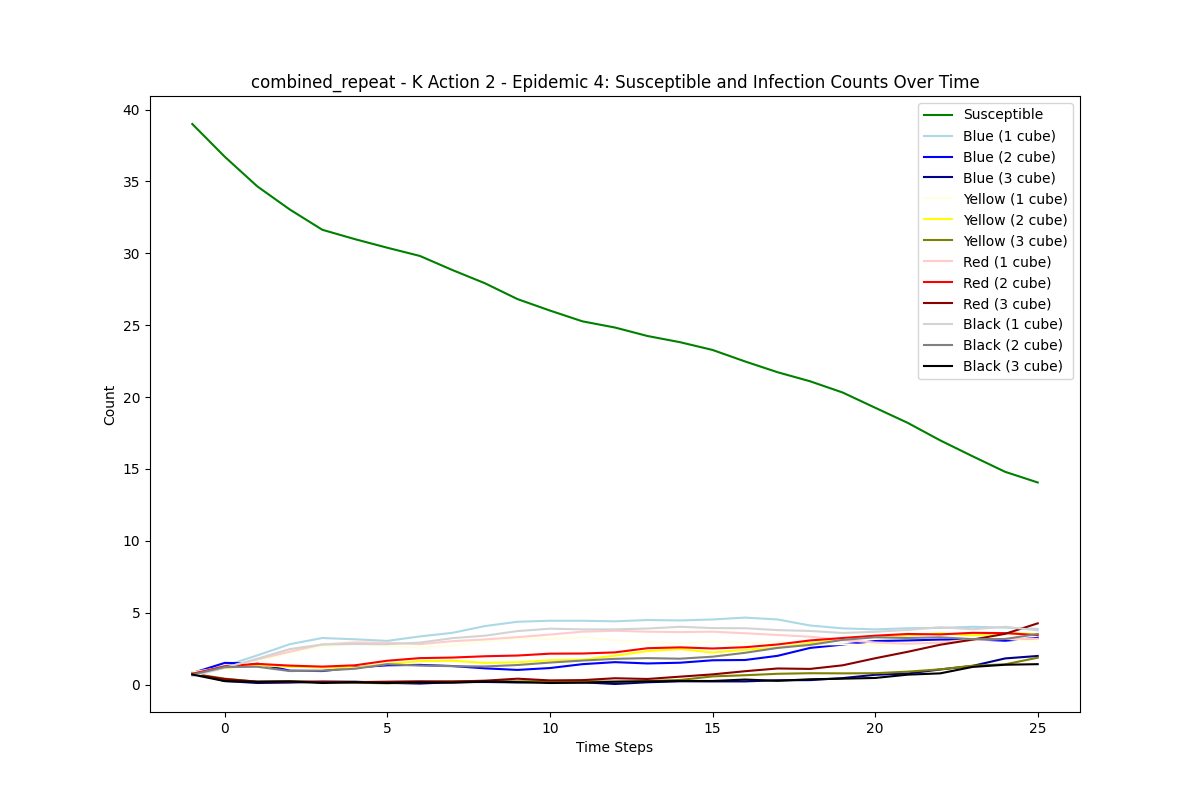 combined_repeat - K Action 2 - Epidemic 4: Susceptible and Infection Counts Over Time
40
35
30
25
20
15
10
5
0
Count
Susceptible
Blue (1 cube)
Blue (2 cube)
Blue (3 cube)
Yellow (1 cube)
Yellow (2 cube)
Yellow (3 cube)
Red (1 cube)
Red (2 cube)
Red (3 cube)
Black (1 cube)
Black (2 cube)
Black (3 cube)
0 5 10 15 20 25
Time Steps